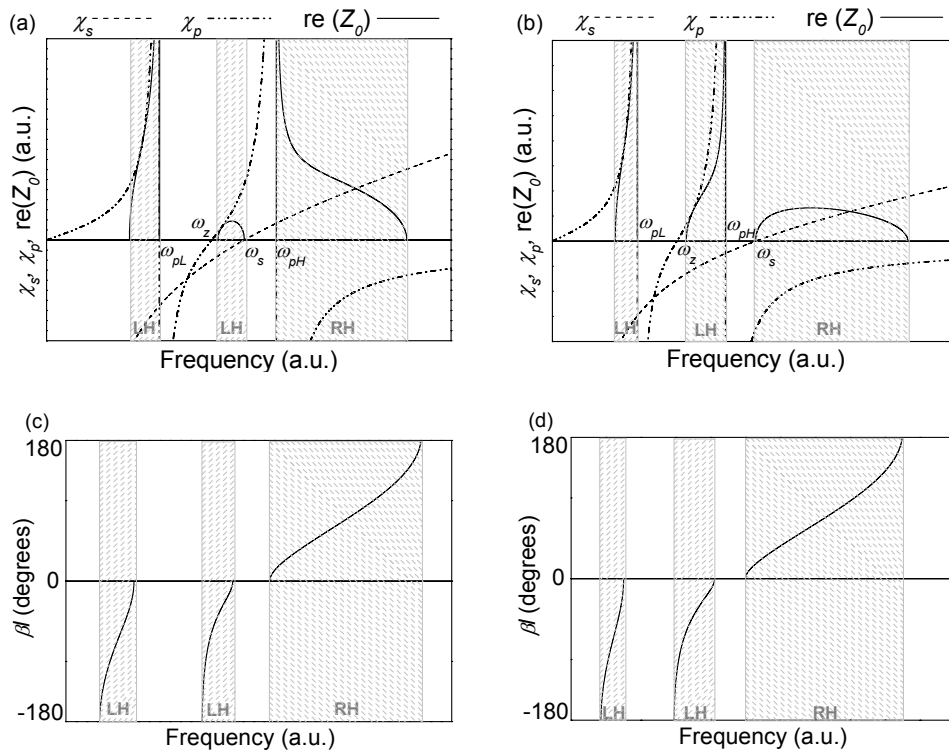 (a) χs χp re (Z0)
χs, χp, re(Z0) (a.u.)
ωz
ωpL ωs ωpH
LH LH RH
Frequency (a.u.)
(b) χs χp re (Z0)
χs, χp, re(Z0) (a.u.)
ωpL ωpH
ωz ωs
LH LH RH
Frequency (a.u.)
(c)
180
0
-180
βl (degrees)
LH LH RH
Frequency (a.u.)
(d)
180
0
-180
βl (degrees)
LH LH RH
Frequency (a.u.)